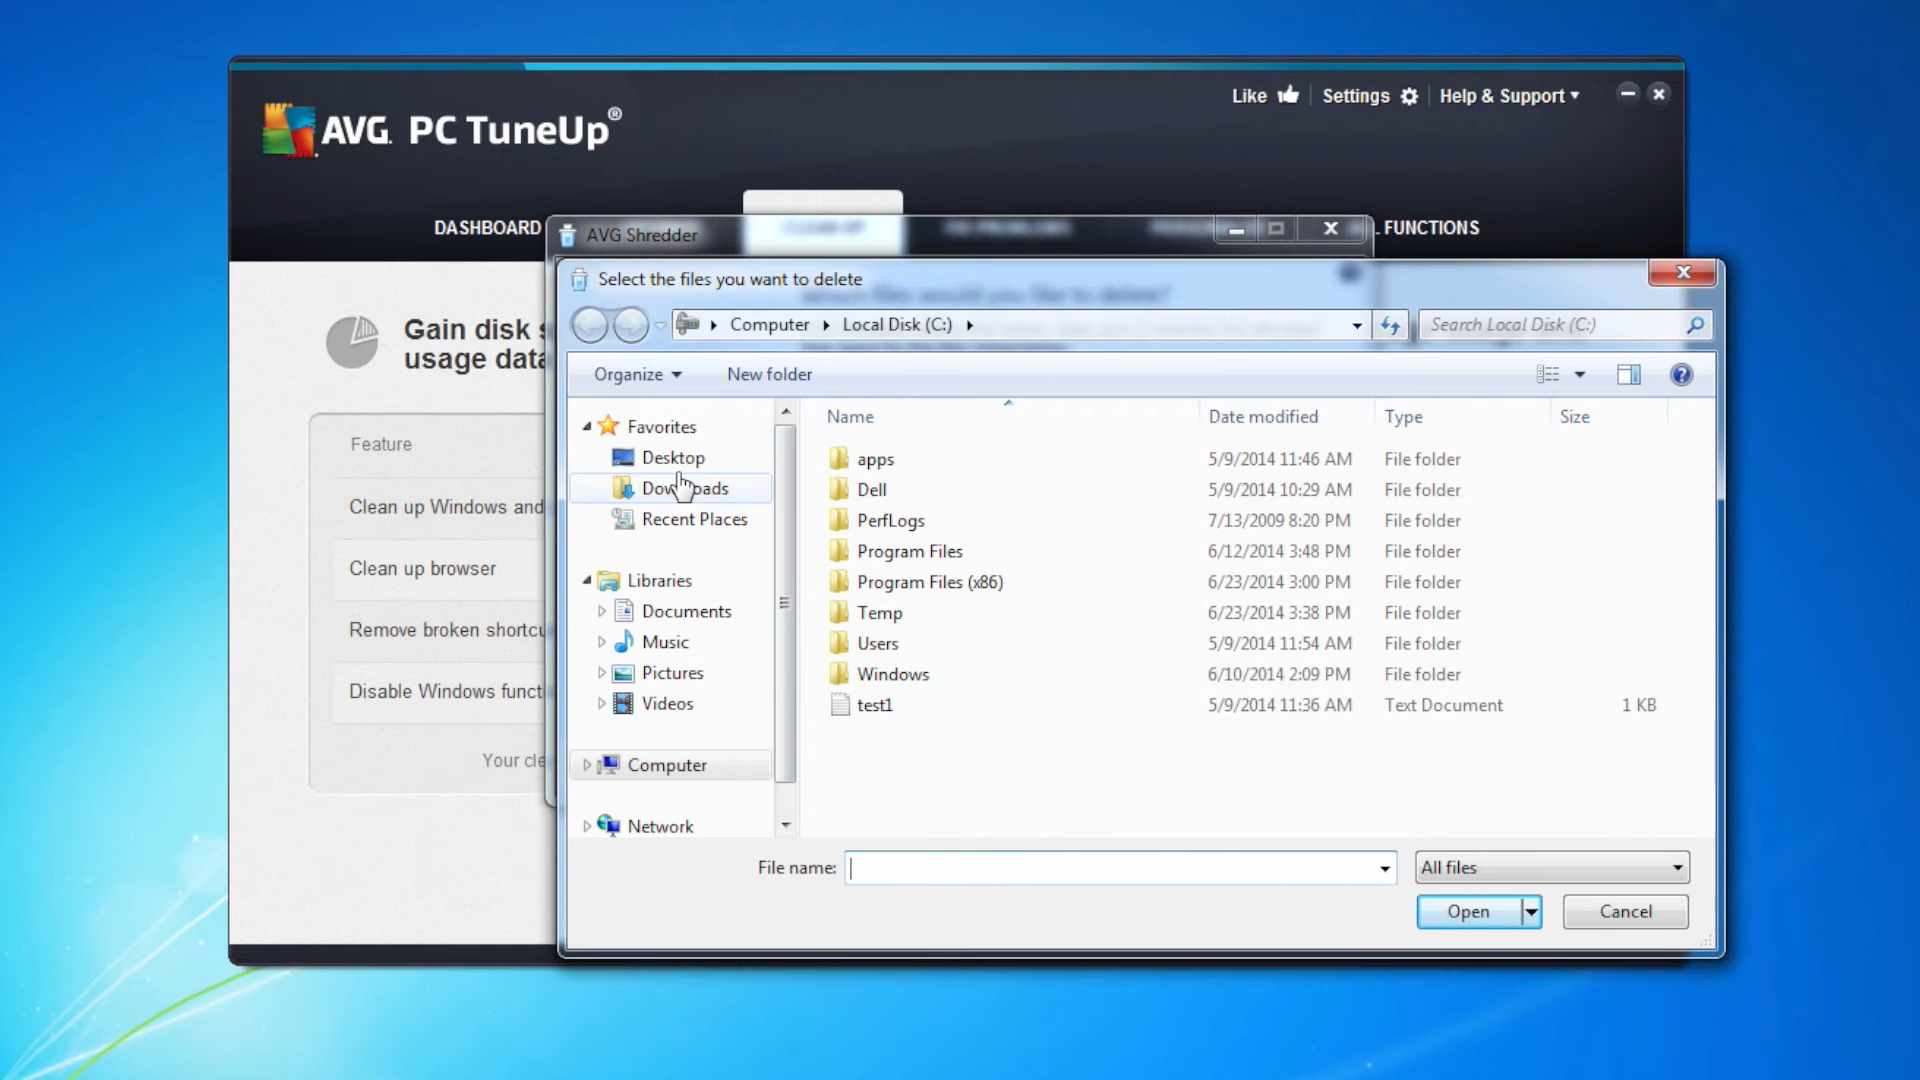 Like
Settings
Help & Support
AVG. PC TuneUp®
DASHBOARD
FUNCTIONS
AVG Shredder
Select the files you want to delete
Computer
Local Disk (C:)
Search Local Disk (C:)
Organize
New folder
Gain disk
usage data
Feature
Clean up Windows and
Clean up browser
Remove broken shortcu
Disable Windows funct
Your cle
Favorites
Desktop
Downloads
Recent Places
Libraries
Documents
Music
Pictures
Videos
Computer
Network
Name Date modified Type Size
apps 5/9/2014 11:46 AM File folder
Dell 5/9/2014 10:29 AM File folder
PerfLogs 7/13/2009 8:20 PM File folder
Program Files 6/12/2014 3:48 PM File folder
Program Files (x86) 6/23/2014 3:00 PM File folder
Temp 6/23/2014 3:38 PM File folder
Users 5/9/2014 11:54 AM File folder
Windows 6/10/2014 2:09 PM File folder
test1 5/9/2014 11:36 AM Text Document 1 KB
File name:
All files
Open
Cancel